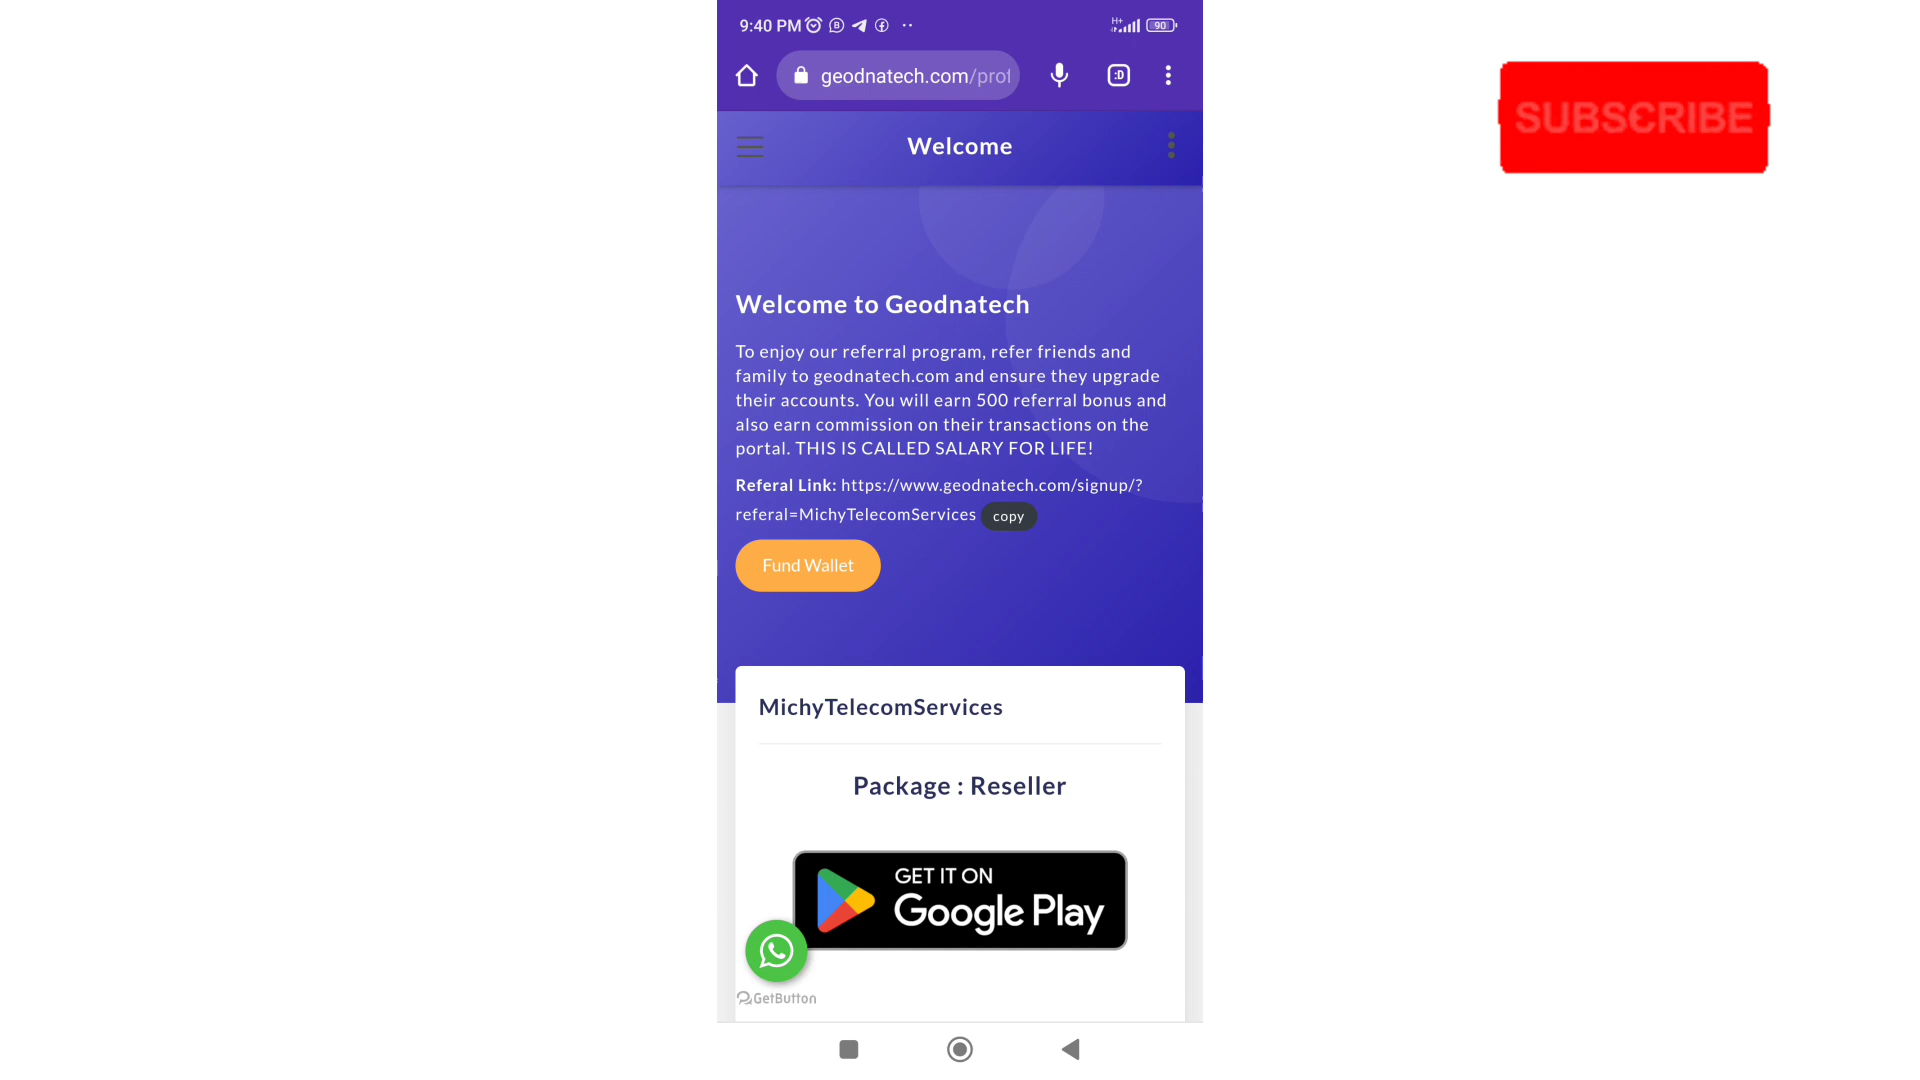 9:40 PM
H+
90
geodnatech.com/prof
:D
SUBSCRIBE
Welcome
Welcome to Geodnatech
To enjoy our referral program, refer friends and
family to geodnatech.com and ensure they upgrade
their accounts. You will earn 500 referral bonus and
also earn commission on their transactions on the
portal. THIS IS CALLED SALARY FOR LIFE!
Referal Link: https://www.geodnatech.com/signup/?
referal=MichyTelecomServices copy
Fund Wallet
MichyTelecomServices
Package : Reseller
GET IT ON
Google Play
GetButton